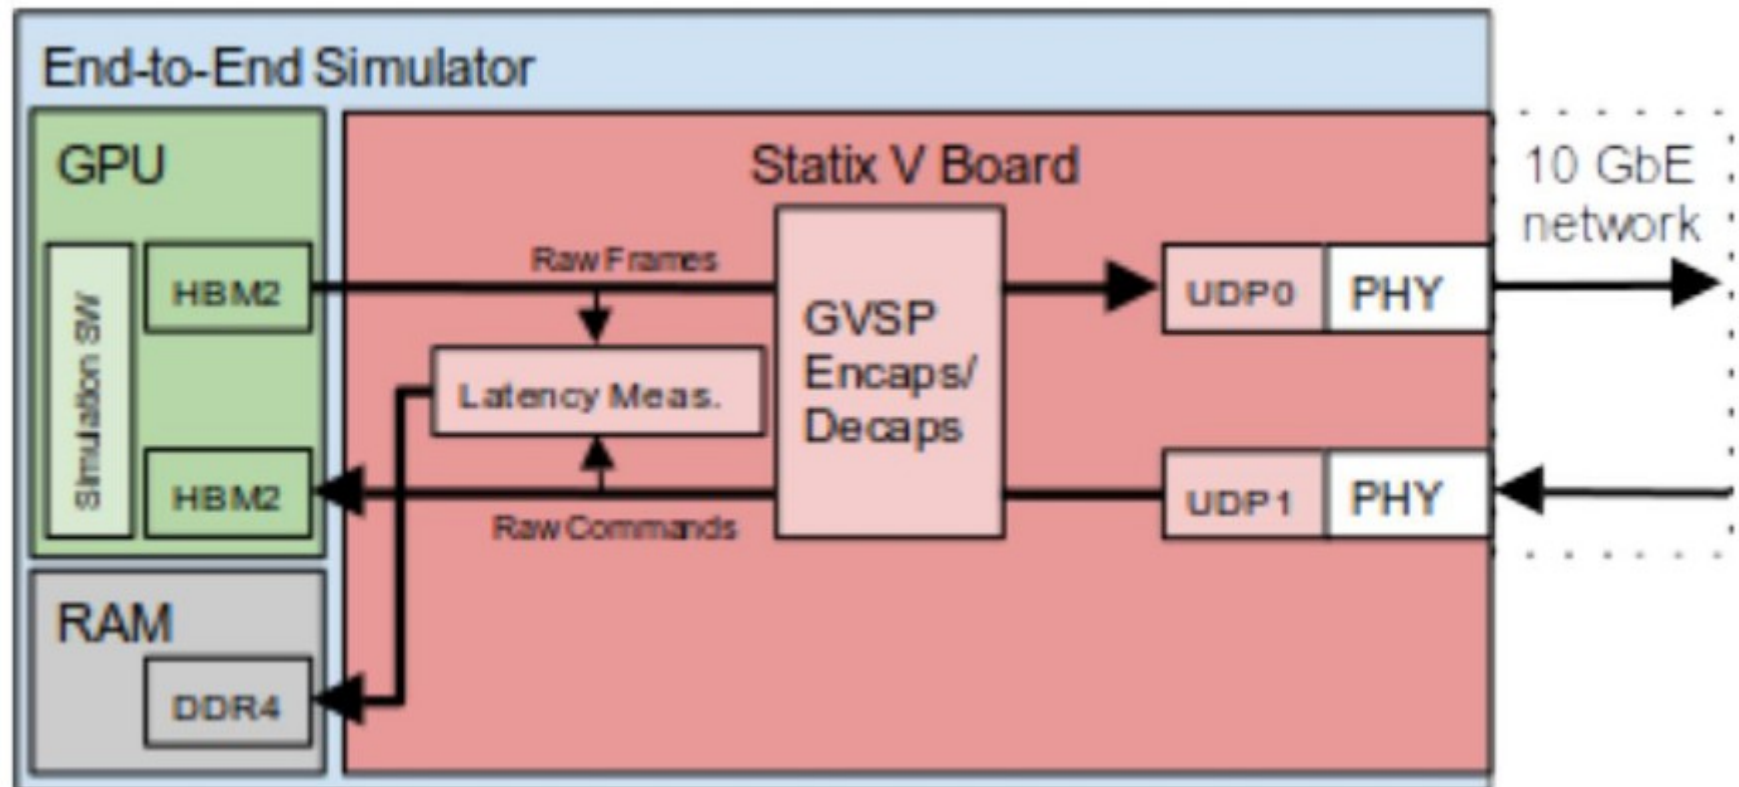 End-to-End Simulator
GPU
Statix V Board
10 GbE
network
Raw Frames
HBM2
Simulation SW
GVSP
Encaps/
Decaps
UDP0
PHY
Latency Meas.
HBM2
Raw Commands
UDP1
PHY
RAM
DDR4